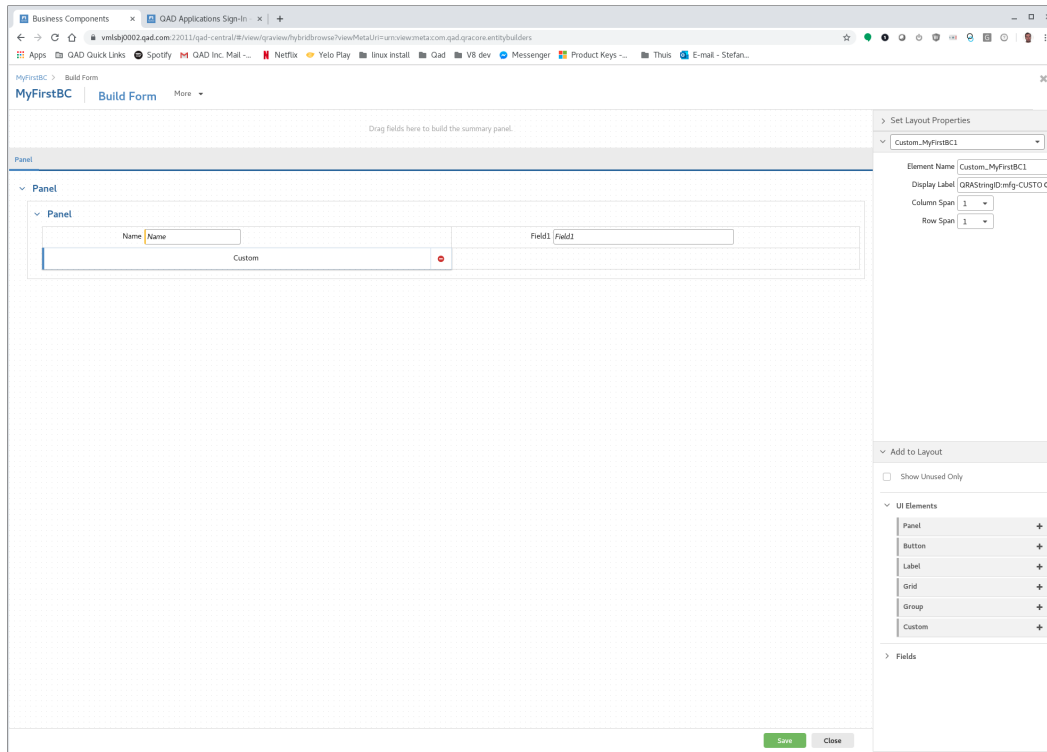 Business Components
QAD Applications Sign-In
vmlsbj0002.qad.com:22011/qad-central/#/view/qraview/hybridbrowse?viewMetaUri=urn:view:meta:com.qad.qracore.entitybuilders
Apps QAD Quick Links Spotify QAD Inc. Mail -... Netflix Yelo Play linux install Qad V8 dev Messenger Product Keys -... Thuis E-mail - Stefan...
MyFirstBC > Build Form
MyFirstBC Build Form More
Drag fields here to build the summary panel.
Panel
Panel
Panel
Name Name Field1 Field1
Custom
Set Layout Properties
Custom_MyFirstBC1
Element Name Custom_MyFirstBC1
Display Label QRAStringID:mfg-CUSTO
Column Span 1
Row Span 1
Add to Layout
Show Unused Only
UI Elements
Panel +
Button +
Label +
Grid +
Group +
Custom +
Fields
Save Close